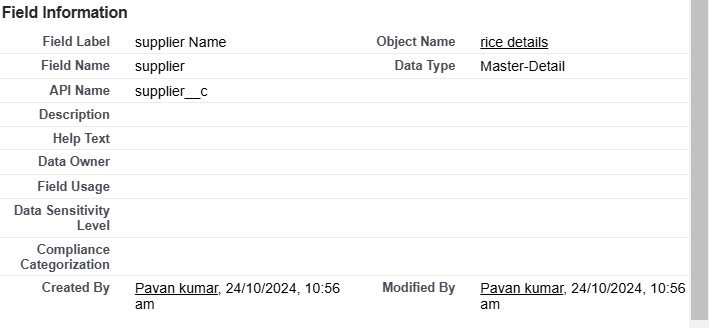 Field Information
Field Label supplier Name Object Name rice details
Field Name supplier Data Type Master-Detail
API Name supplier__c
Description
Help Text
Data Owner
Field Usage
Data Sensitivity
Level
Compliance
Categorization
Created By Pavan kumar, 24/10/2024, 10:56 Modified By Pavan kumar, 24/10/2024, 10:56
am am